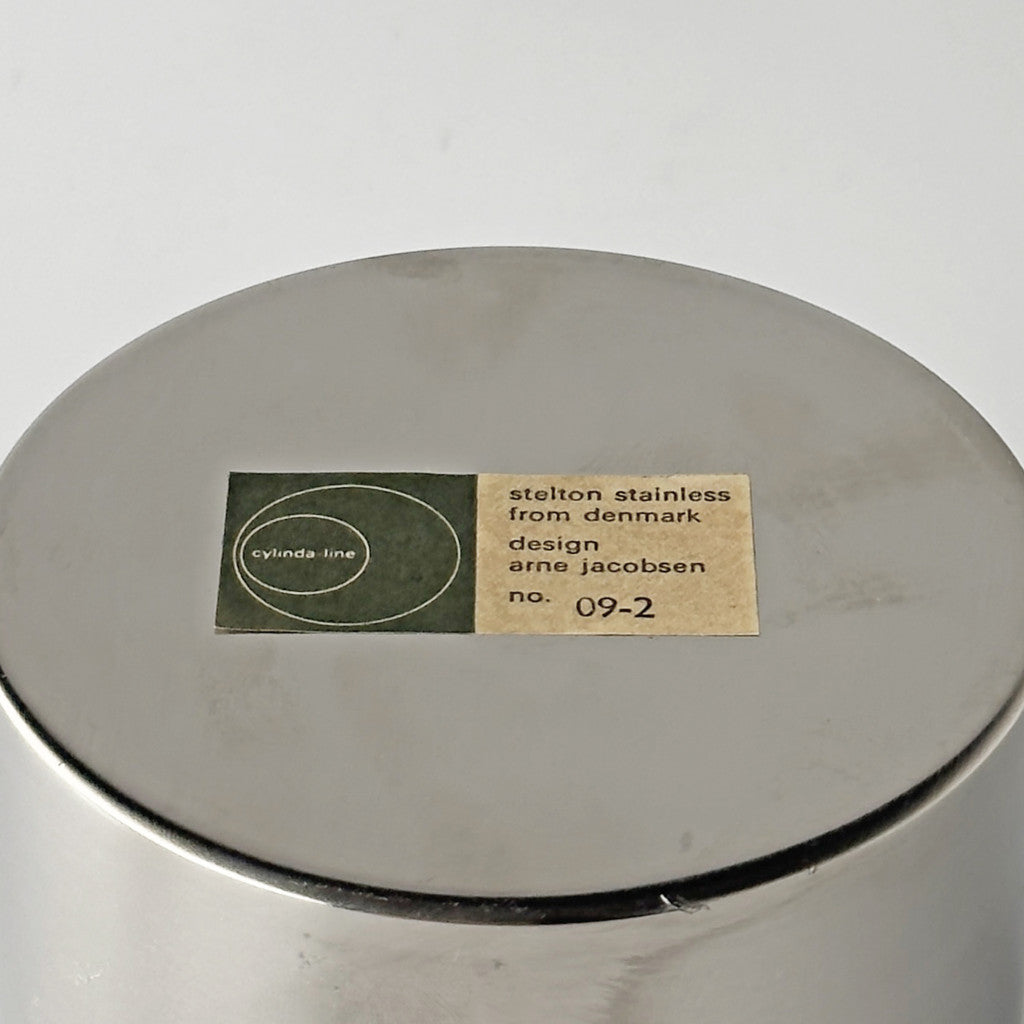 cylinda-line
stelton stainless
from denmark
design
arne jacobsen
no. 09-2